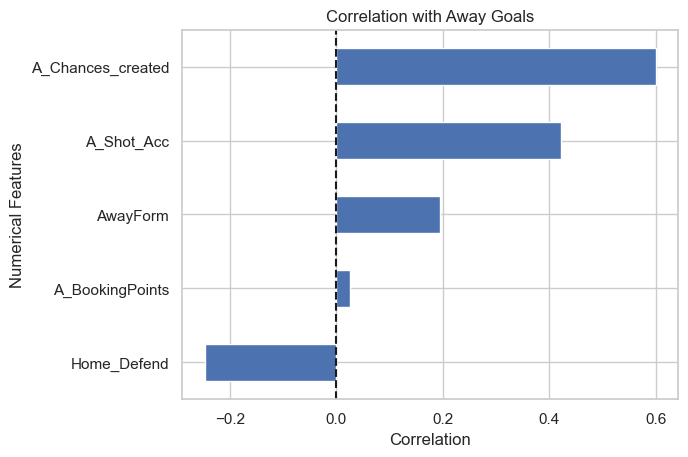 Correlation with Away Goals
Numerical Features
A_Chances_created
A_Shot_Acc
AwayForm
A_BookingPoints
Home_Defend
−0.2 0.0 0.2 0.4 0.6
Correlation